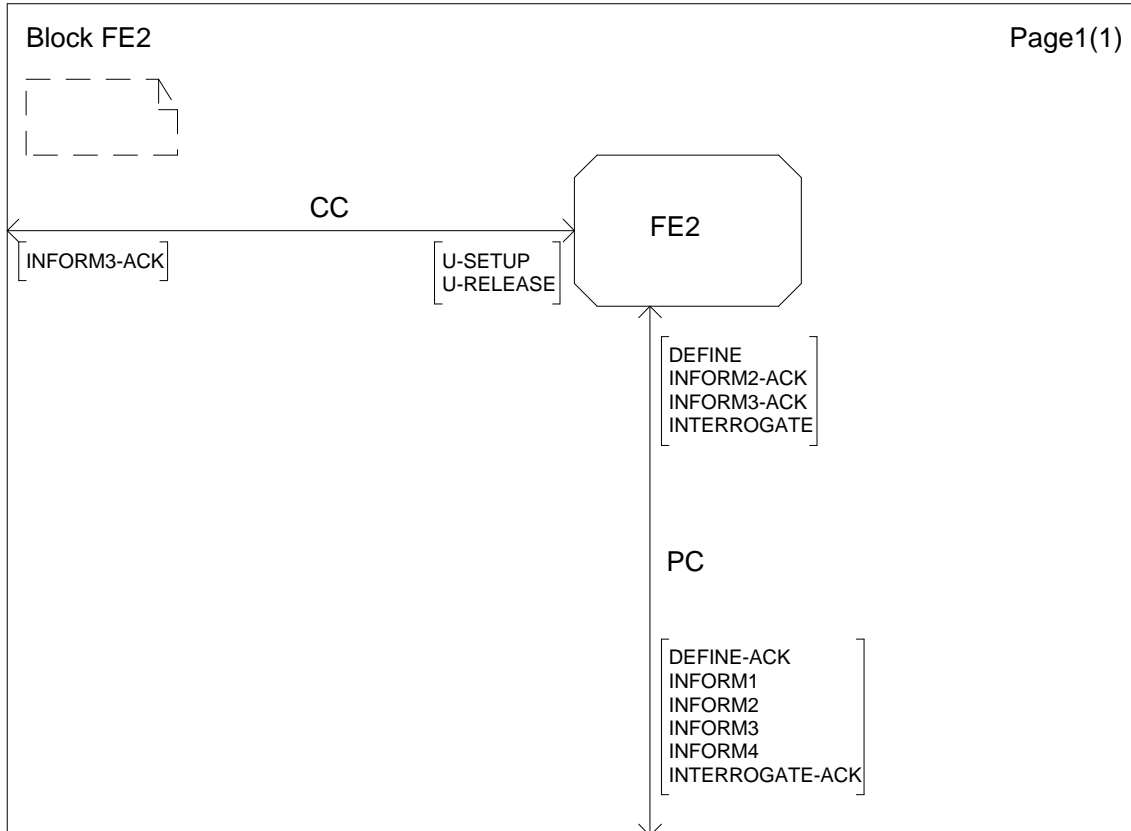 Block FE2
Page1(1)
CC
FE2
INFORM3-ACK
U-SETUP
U-RELEASE
DEFINE
INFORM2-ACK
INFORM3-ACK
INTERROGATE
PC
DEFINE-ACK
INFORM1
INFORM2
INFORM3
INFORM4
INTERROGATE-ACK